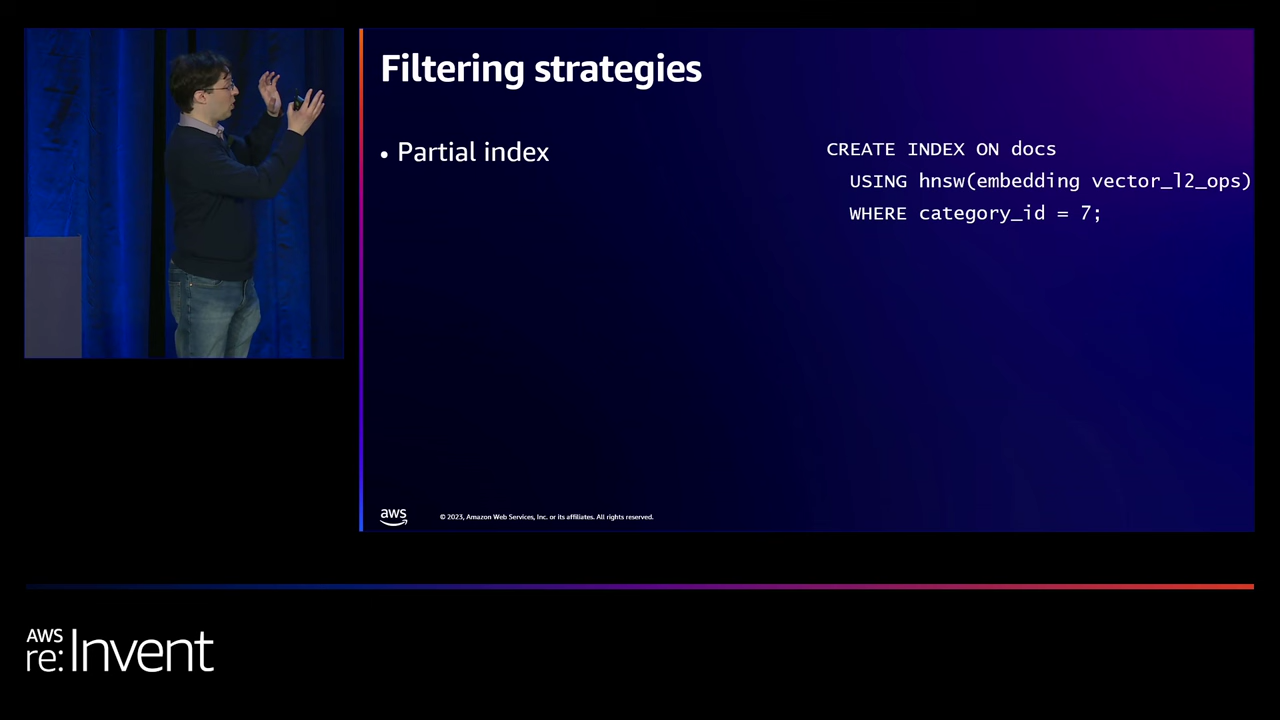 Filtering strategies
• Partial index
CREATE INDEX ON docs
USING hnsw(embedding vector_l2_ops)
WHERE category_id = 7;
aws
© 2023, Amazon Web Services, Inc. or its affiliates. All rights reserved.
AWS
re:Invent